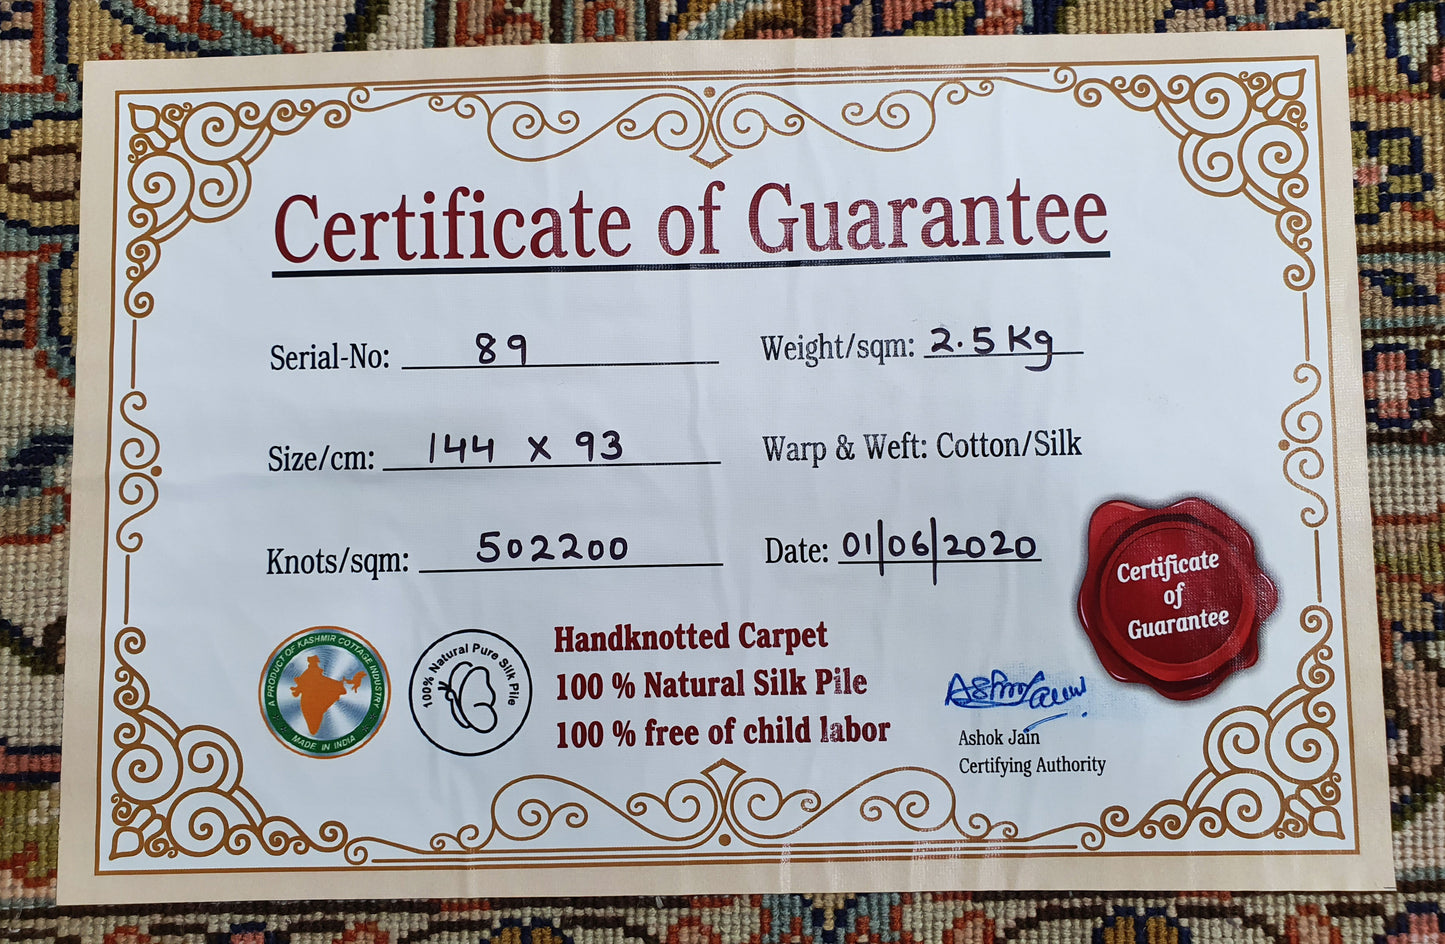 Certificate of Guarantee
Serial-No: 89
Weight/sqm: 2.5 Kg
Size/cm: 144 x 93
Warp & Weft: Cotton/Silk
Knots/sqm: 502200
Date: 01/06/2020
Certificate
of
Guarantee
A PRODUCT OF KASHMIR COTTAGE INDUSTRY
MADE IN INDIA
100% Natural Pure Silk Pile
Handknotted Carpet
100 % Natural Silk Pile
100 % free of child labor
Ashok Jain
Certifying Authority